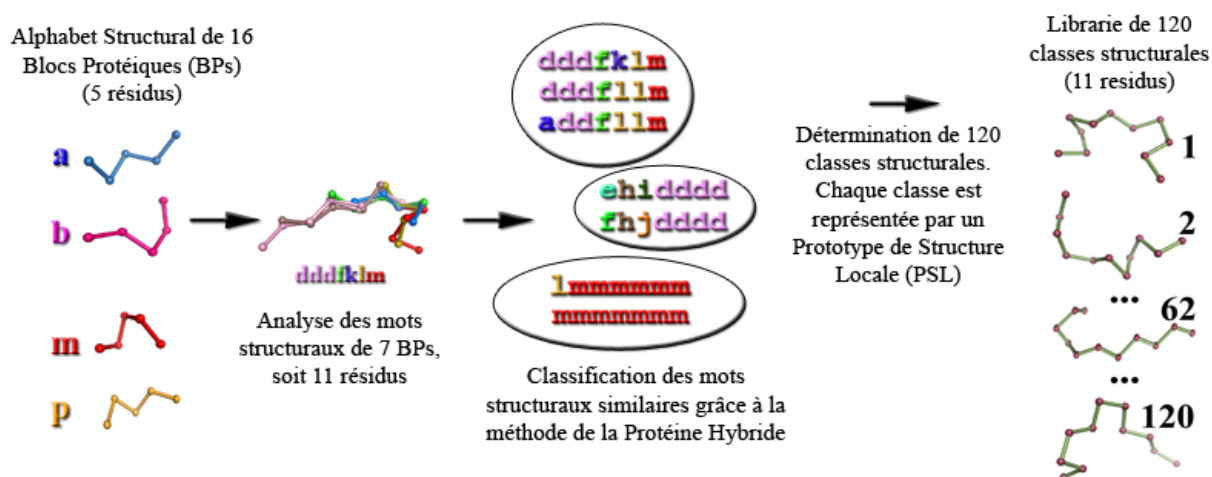 Alphabet Structural de 16
Blocs Protéiques (BPs)
(5 résidus)
a
b
m
p
dddfklm
Analyse des mots
structuraux de 7 BPs,
soit 11 résidus
dddfklm
dddfllm
addfllm
ehidddd
fhjdddd
lmmmmmm
mmmmmmm
Classification des mots
structuraux similaires grâce à la
méthode de la Protéine Hybride
Détermination de 120
classes structurales.
Chaque classe est
représentée par un
Prototype de Structure
Locale (PSL)
Librarie de 120
classes structurales
(11 residus)
1
2
...
62
...
120